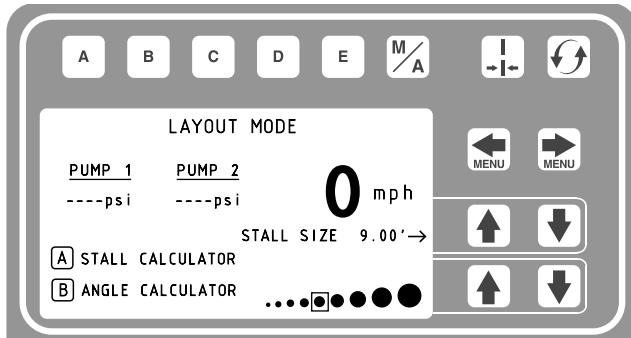 A B C D E M/A
MENU MENU
LAYOUT MODE
PUMP 1 PUMP 2
----psi ----psi
0 mph
STALL SIZE 9.00'→
A STALL CALCULATOR
B ANGLE CALCULATOR